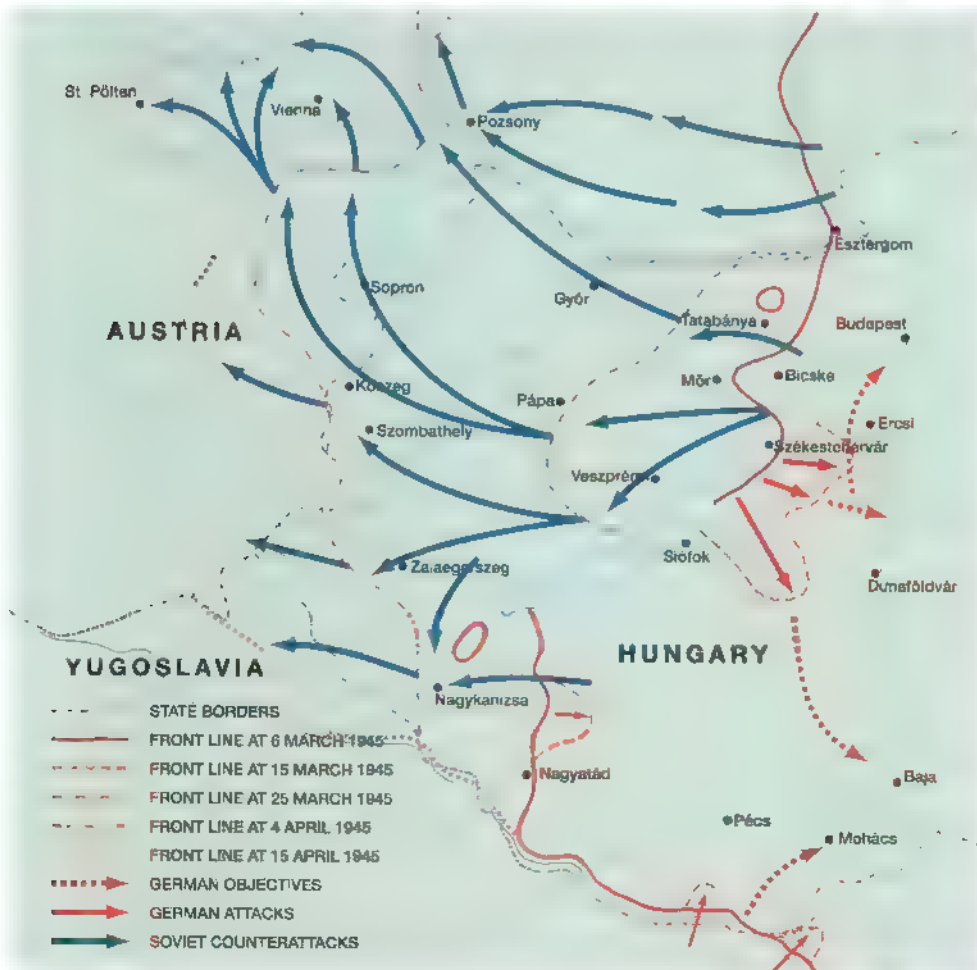 St. Pölten
Vienna
Pozsony
Esztergom
Sopron
Győr
Tatabánya
Budapest
AUSTRIA
Kőszeg
Mór
Bicske
Pápa
Ercsi
Szombathely
Székesfehérvár
Veszprém
Siófok
Zalaegerszeg
Dunaföldvár
YUGOSLAVIA
HUNGARY
Nagykanizsa
STATE BORDERS
FRONT LINE AT 6 MARCH 1945
FRONT LINE AT 15 MARCH 1945
Nagyatád
Baja
FRONT LINE AT 25 MARCH 1945
FRONT LINE AT 4 APRIL 1945
Pécs
Mohács
FRONT LINE AT 15 APRIL 1945
GERMAN OBJECTIVES
GERMAN ATTACKS
SOVIET COUNTERATTACKS